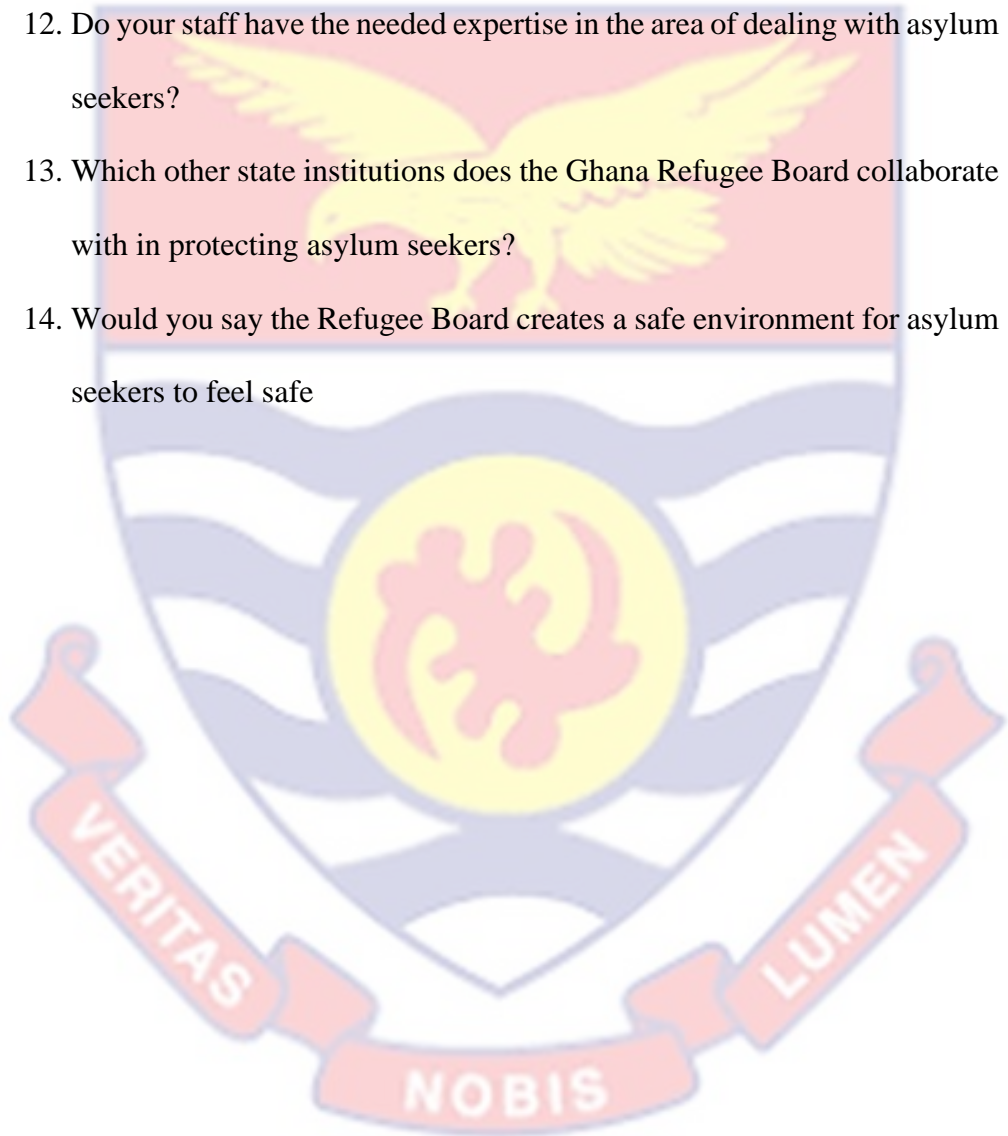 12. Do your staff have the needed expertise in the area of dealing with asylum
seekers?
13. Which other state institutions does the Ghana Refugee Board collaborate
with in protecting asylum seekers?
14. Would you say the Refugee Board creates a safe environment for asylum
seekers to feel safe
VERITAS
NOBIS
LUMEN